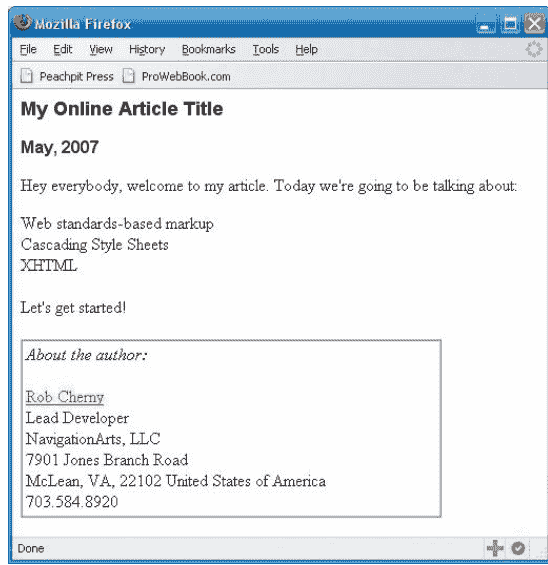 Mozilla Firefox
File Edit View History Bookmarks Tools Help
Peachpit Press ProWebBook.com
My Online Article Title
May, 2007
Hey everybody, welcome to my article. Today we're going to be talking about:
Web standards-based markup
Cascading Style Sheets
XHTML
Let's get started!
About the author:
Rob Cherny
Lead Developer
NavigationArts, LLC
7901 Jones Branch Road
McLean, VA, 22102 United States of America
703.584.8920
Done